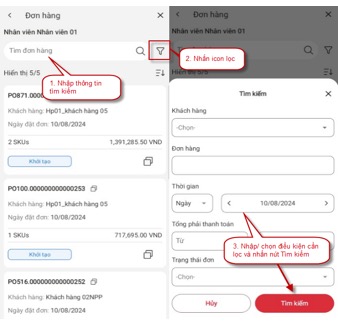 Đơn hàng
Nhân viên Nhân viên 01
Tìm đơn hàng
Hiển thị 5/5
1. Nhập thông tin
tìm kiếm
PO871.0000
Khách hàng: Hp01_khách hàng 05
Ngày đặt đơn: 10/08/2024
2 SKUs
1,391,285.50 VND
Khởi tạo
PO100.000000000000253
Khách hàng: Hp01_khách hàng 05
Ngày đặt đơn: 10/08/2024
1 SKUs
717,695.00 VND
Khởi tạo
PO516.000000000000252
Khách hàng: Khách hàng 02NPP
Ngày đặt đơn: 10/08/2024
Đơn hàng
Nhân viên Nhân viên 01
2. Nhấn icon lọc
Hiển thị 5/5
Tìm kiếm
Khách hàng
-Chọn-
Đơn hàng
Thời gian
Ngày
10/08/2024
Tổng phải thanh toán
Từ
3. Nhập/ chọn điều kiện cần
lọc và nhấn nút Tìm kiếm
Trạng thái đơn
-Chọn-
Hủy
Tìm kiếm